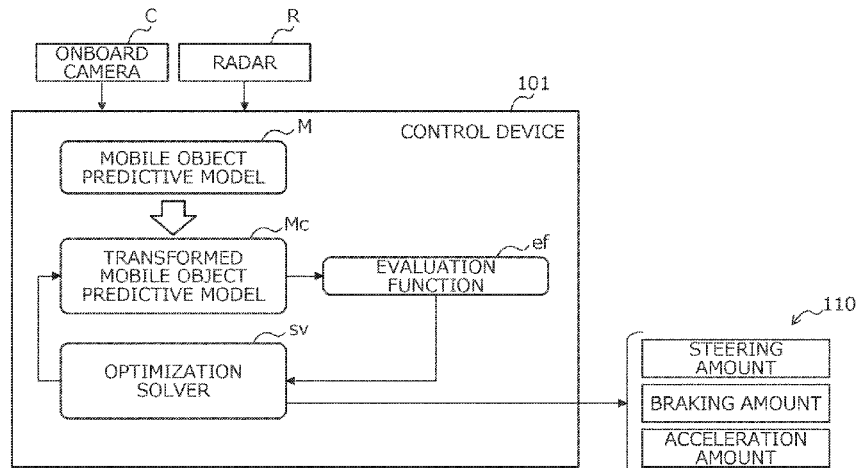 C
R
ONBOARD
CAMERA
RADAR
101
CONTROL DEVICE
M
MOBILE OBJECT
PREDICTIVE MODEL
Mc
TRANSFORMED
MOBILE OBJECT
PREDICTIVE MODEL
ef
EVALUATION
FUNCTION
sv
OPTIMIZATION
SOLVER
110
STEERING
AMOUNT
BRAKING AMOUNT
ACCELERATION
AMOUNT